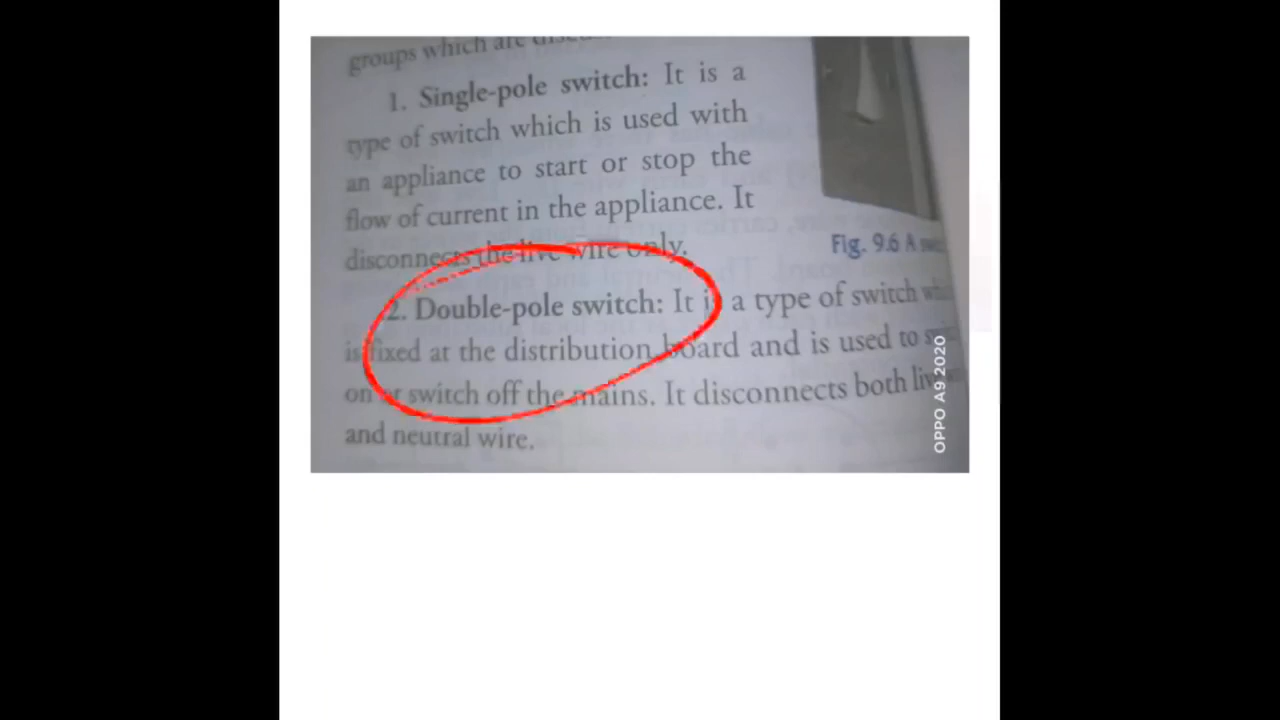 groups which are
1. Single-pole switch: It is a
type of switch which is used with
an appliance to start or stop the
flow of current in the appliance. It
disconnects the live wire only.
Fig. 9.6 A
2. Double-pole switch: It is a type of switch
is fixed at the distribution board and is used to
on or switch off the mains. It disconnects both
and neutral wire.
OPPO A9 2020